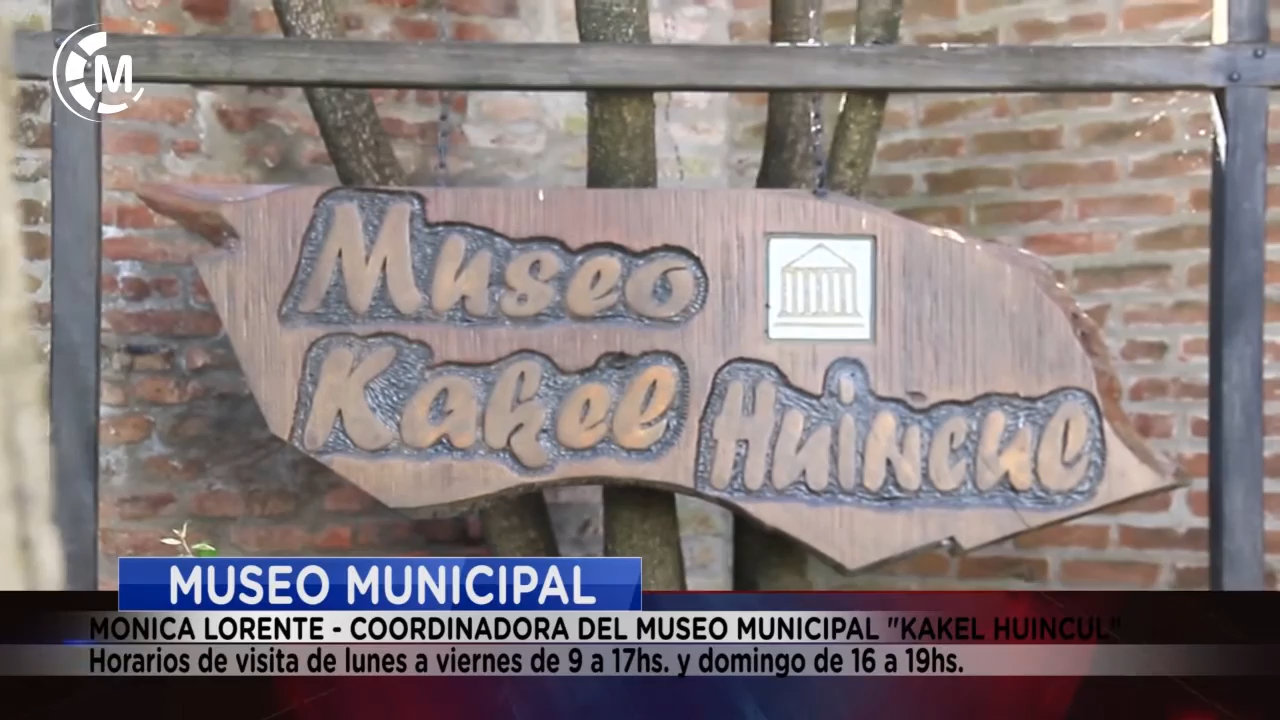 M
Museo
Kakel Huincul
MUSEO MUNICIPAL
MONICA LORENTE - COORDINADORA DEL MUSEO MUNICIPAL "KAKEL HUINCUL"
Horarios de visita de lunes a viernes de 9 a 17hs. y domingo de 16 a 19hs.